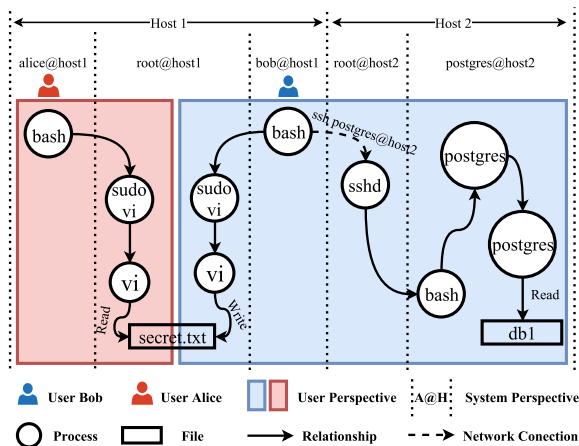 Host 1
Host 2
alice@host1
root@host1
bob@host1
root@host2
postgres@host2
bash
bash
ssh postgres@host2
postgres
sudo
vi
sudo
vi
sshd
postgres
vi
vi
bash
Read
Write
Read
secret.txt
db1
User Bob
User Alice
User Perspective
A@H
System Perspective
Process
File
Relationship
Network Conection